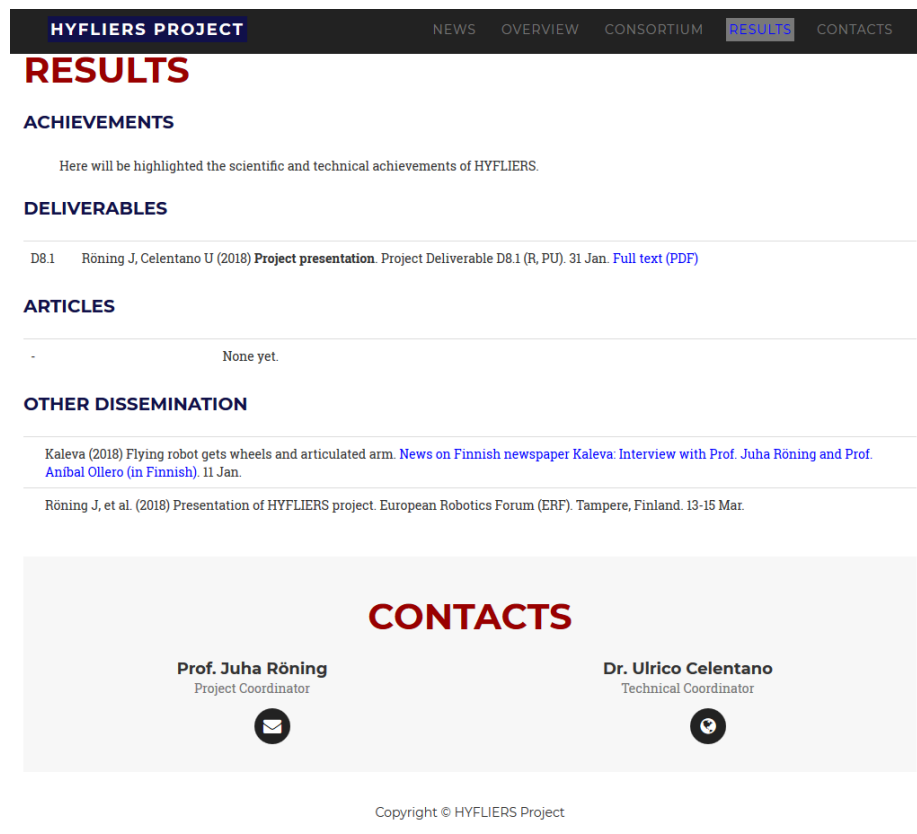 HYFLIERS PROJECT NEWS OVERVIEW CONSORTIUM RESULTS CONTACTS
RESULTS
ACHIEVEMENTS
Here will be highlighted the scientific and technical achievements of HYFLIERS.
DELIVERABLES
D8.1 Röning J, Celentano U (2018) Project presentation. Project Deliverable D8.1 (R, PU). 31 Jan. Full text (PDF)
ARTICLES
- None yet.
OTHER DISSEMINATION
Kaleva (2018) Flying robot gets wheels and articulated arm. News on Finnish newspaper Kaleva: Interview with Prof. Juha Röning and Prof.
Aníbal Ollero (in Finnish). 11 Jan.
Röning J, et al. (2018) Presentation of HYFLIERS project. European Robotics Forum (ERF). Tampere, Finland. 13-15 Mar.
CONTACTS
Prof. Juha Röning Dr. Ulrico Celentano
Project Coordinator Technical Coordinator
Copyright © HYFLIERS Project